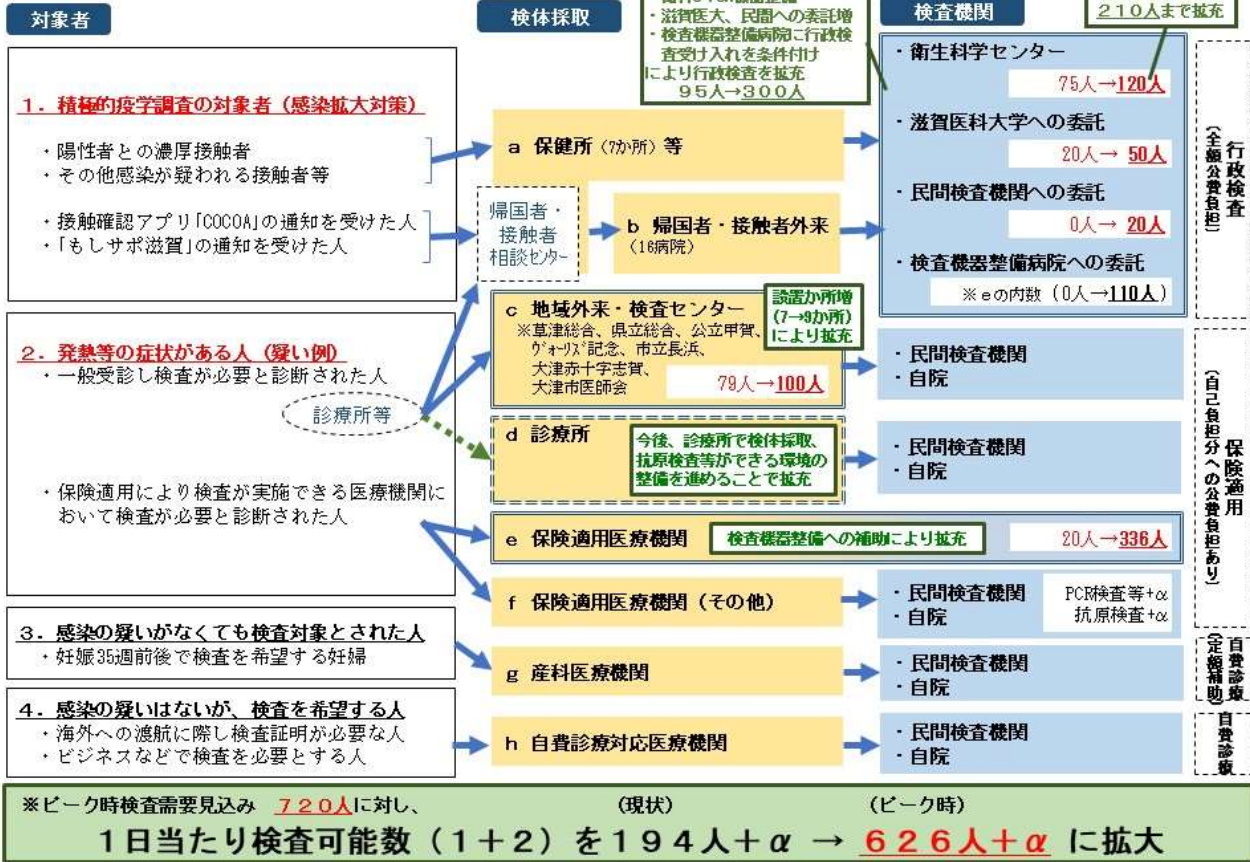 対象者
検体採取
・滋賀医大、民間への委託増
・検査機器整備病院に行政検
査受け入れを条件付け
により行政検査を拡充
95人→300人
検査機関
210人まで拡充
1．積極的疫学調査の対象者（感染拡大対策）
・陽性者との濃厚接触者
・その他感染が疑われる接触者等
・接触確認アプリ「COCOA」の通知を受けた人
・「もしサポ滋賀」の通知を受けた人
a 保健所（7か所）等
帰国者・
接触者
相談センター
b 帰国者・接触者外来
（16病院）
・衛生科学センター
75人→120人
・滋賀医科大学への委託
20人→ 50人
・民間検査機関への委託
0人→ 20人
・検査機器整備病院への委託
※eの内数（0人→110人）
行政検査
（全額公費負担）
2．発熱等の症状がある人（疑い例）
・一般受診し検査が必要と診断された人
診療所等
・保険適用により検査が実施できる医療機関に
おいて検査が必要と診断された人
c 地域外来・検査センター
※草津総合、県立総合、公立甲賀、
ヴォーリズ記念、市立長浜、
大津赤十字志賀、
大津市医師会
79人→100人
設置か所増
（7→9か所）
により拡充
・民間検査機関
・自院
d 診療所
今後、診療所で検体採取、
抗原検査等ができる環境の
整備を進めることで拡充
・民間検査機関
・自院
e 保険適用医療機関
検査機器整備への補助により拡充
20人→336人
f 保険適用医療機関（その他）
・民間検査機関
・自院
PCR検査等+α
抗原検査+α
保険適用
（自己負担分への公費負担あり）
3．感染の疑いがなくても検査対象とされた人
・妊娠35週前後で検査を希望する妊婦
g 産科医療機関
・民間検査機関
・自院
自費診療
（定額補助）
4．感染の疑いはないが、検査を希望する人
・海外への渡航に際し検査証明が必要な人
・ビジネスなどで検査を必要とする人
h 自費診療対応医療機関
・民間検査機関
・自院
自費診療
※ピーク時検査需要見込み 720人に対し、 （現状） （ピーク時）
1日当たり検査可能数（1＋2）を194人＋α → 626人＋α に拡大